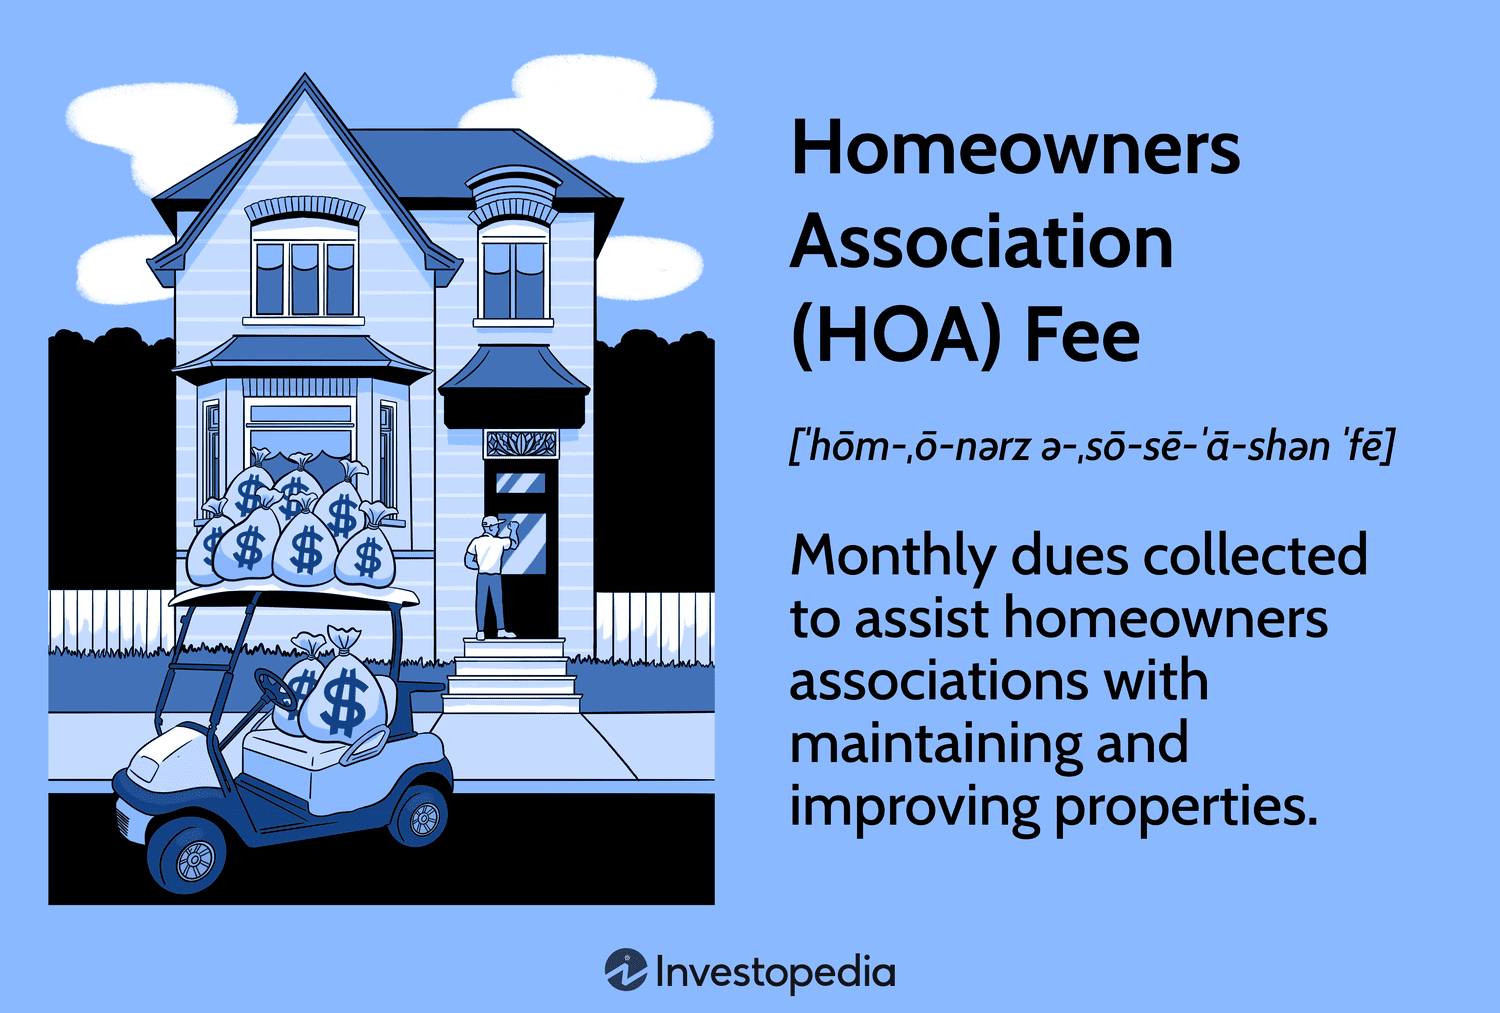 Homeowners
Association
(HOA) Fee
[ˈhōm-ˌō-nərz ə-ˌsō-sē-ˈā-shən ˈfē]
Monthly dues collected
to assist homeowners
associations with
maintaining and
improving properties.
$ $ $ $ $ $ $
$ $
Investopedia